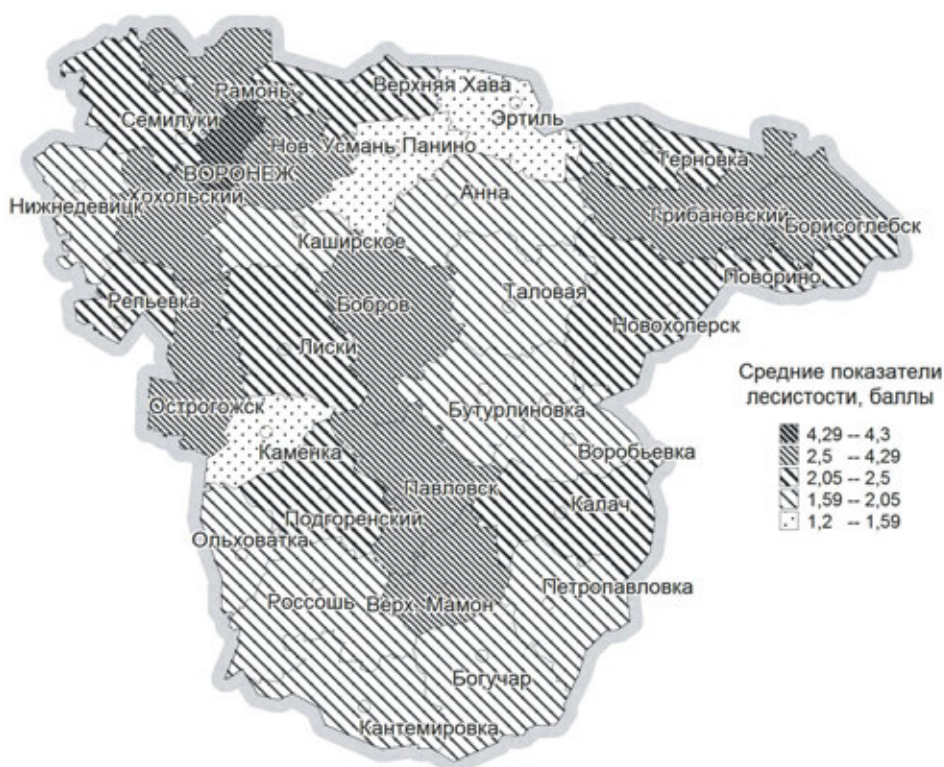 Рамонь
Верхняя Хава
Семилуки
Эртиль
Нов. Усмань
Панино
Терновка
ВОРОНЕЖ
Хохольский
Нижнедевицк
Анна
Грибановский
Борисоглебск
Каширское
Поворино
Репьевка
Бобров
Таловая
Новохоперск
Лиски
Острогожск
Бутурлиновка
Каменка
Воробьевка
Павловск
Калач
Подгоренский
Ольховатка
Петропавловка
Россошь
Верх. Мамон
Богучар
Кантемировка
Средние показатели
лесистости, баллы
4,29 -- 4,3
2,5 -- 4,29
2,05 -- 2,5
1,59 -- 2,05
1,2 -- 1,59